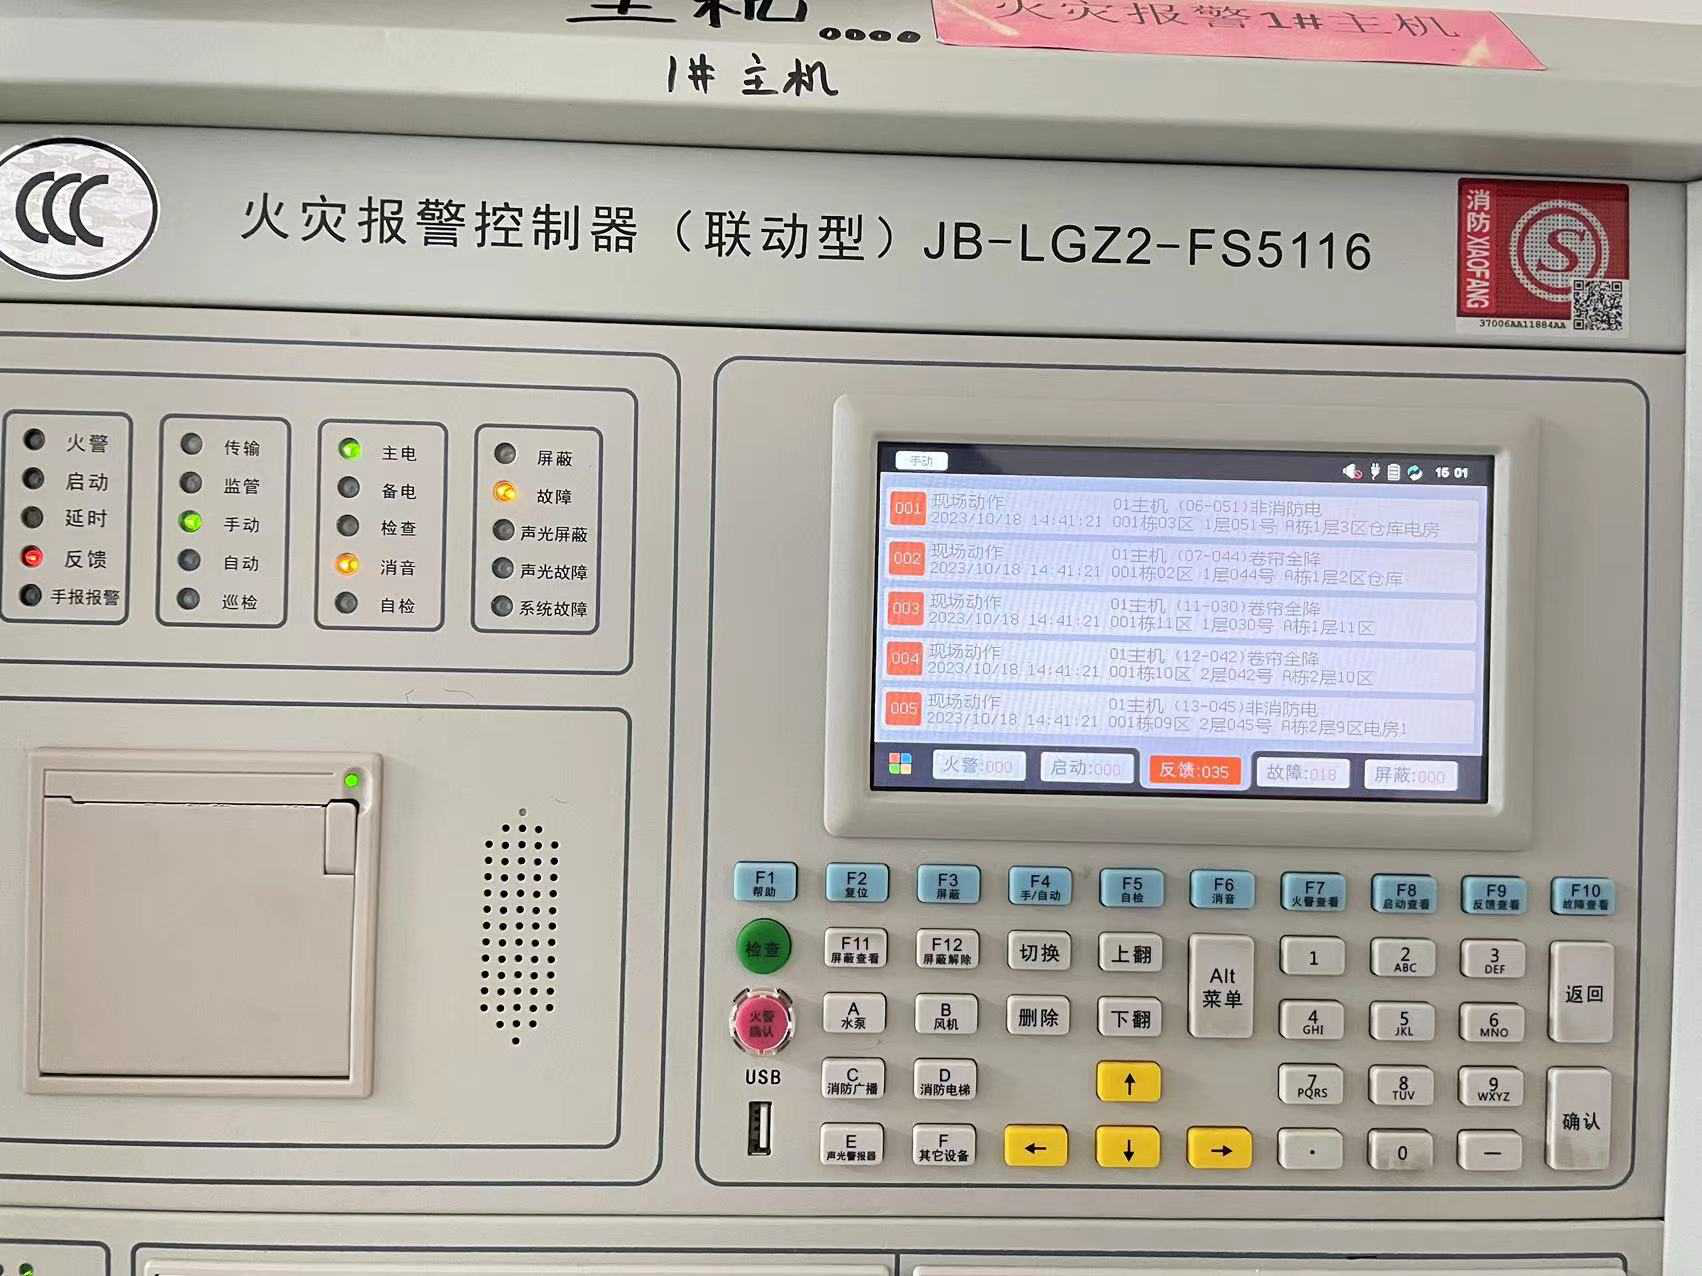 主机....
火灾报警1#主机
1# 主机
CCC
火灾报警控制器（联动型）JB-LGZ2-FS5116
消防 XIAOFANG
S
37006AA11884AA
火警
启动
延时
反馈
手报报警
传输
监管
手动
自动
巡检
主电
备电
检查
消音
自检
屏蔽
故障
声光屏蔽
声光故障
系统故障
手动
15 01
001 现场动作 01主机 (06-051)非消防电
2023/10/18 14:41:21 001栋03区 1层051号 A栋1层3区仓库电房
002 现场动作 01主机 (07-044)卷帘全降
2023/10/18 14:41:21 001栋02区 1层044号 A栋1层2区仓库
003 现场动作 01主机 (11-030)卷帘全降
2023/10/18 14:41:21 001栋11区 1层030号 A栋1层11区
004 现场动作 01主机 (12-042)卷帘全降
2023/10/18 14:41:21 001栋10区 2层042号 A栋2层10区
005 现场动作 01主机 (13-045)非消防电
2023/10/18 14:41:21 001栋09区 2层045号 A栋2层9区电房1
火警:000 启动:000 反馈:035 故障:018 屏蔽:000
F1 帮助
F2 复位
F3 屏蔽
F4 手/自动
F5 自检
F6 消音
F7 火警查看
F8 启动查看
F9 反馈查看
F10 故障查看
检查
F11 屏蔽查看
F12 屏蔽解除
切换
上翻
Alt 菜单
1
2 ABC
3 DEF
返回
火警确认
A 水泵
B 风机
删除
下翻
4 GHI
5 JKL
6 MNO
USB
C 消防广播
D 消防电梯
↑
7 PQRS
8 TUV
9 WXYZ
确认
E 声光警报器
F 其它设备
←
↓
→
.
0
—